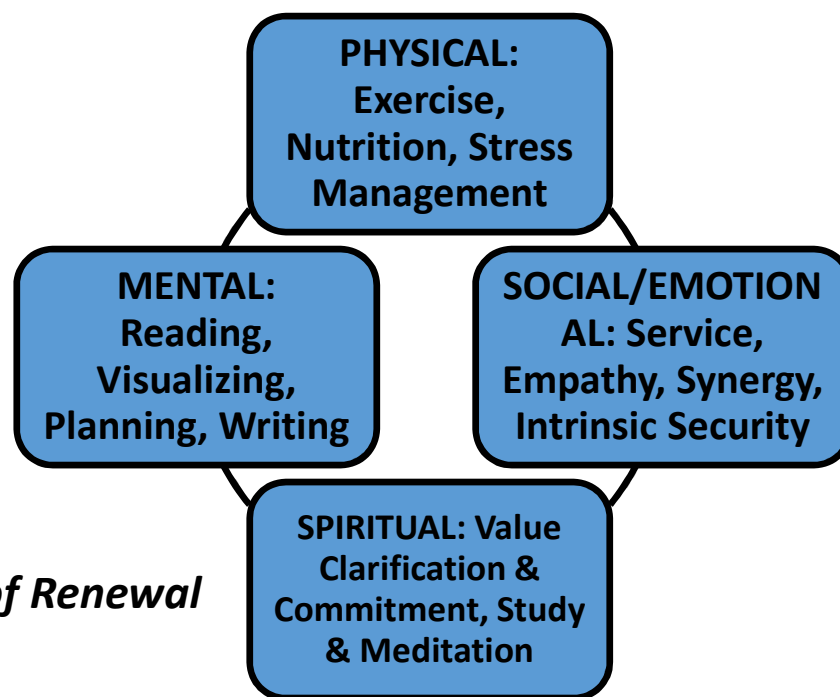 PHYSICAL:
Exercise,
Nutrition, Stress
Management
MENTAL:
Reading,
Visualizing,
Planning, Writing
SOCIAL/EMOTION
AL: Service,
Empathy, Synergy,
Intrinsic Security
SPIRITUAL: Value
Clarification &
Commitment, Study
& Meditation
of Renewal